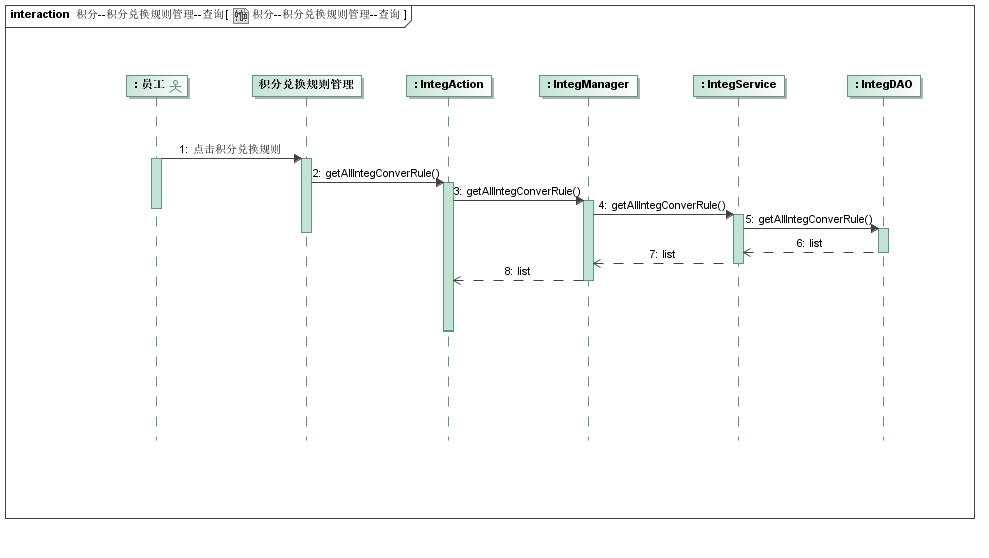 interaction 积分--积分兑换规则管理--查询[ 积分--积分兑换规则管理--查询 ]
: 员工
积分兑换规则管理
: IntegAction
: IntegManager
: IntegService
: IntegDAO
1: 点击积分兑换规则
2: getAllIntegConverRule()
3: getAllIntegConverRule()
4: getAllIntegConverRule()
5: getAllIntegConverRule()
6: list
7: list
8: list